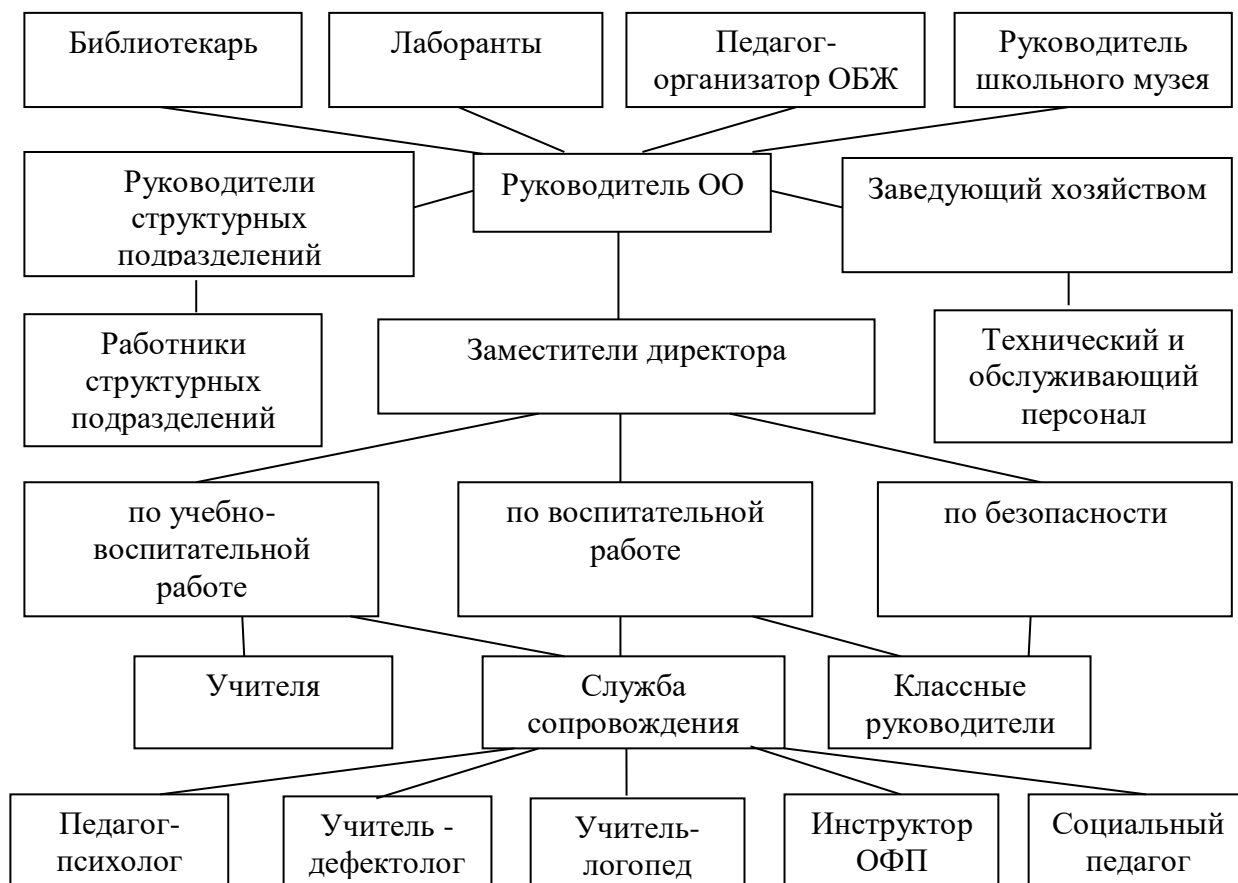 Библиотекарь
Лаборанты
Педагог-
организатор ОБЖ
Руководитель
школьного музея
Руководители
структурных
подразделений
Руководитель ОО
Заведующий хозяйством
Работники
структурных
подразделений
Заместители директора
Технический и
обслуживающий
персонал
по учебно-
воспитательной
работе
по воспитательной
работе
по безопасности
Учителя
Служба
сопровождения
Классные
руководители
Педагог-
психолог
Учитель -
дефектолог
Учитель-
логопед
Инструктор
ОФП
Социальный
педагог